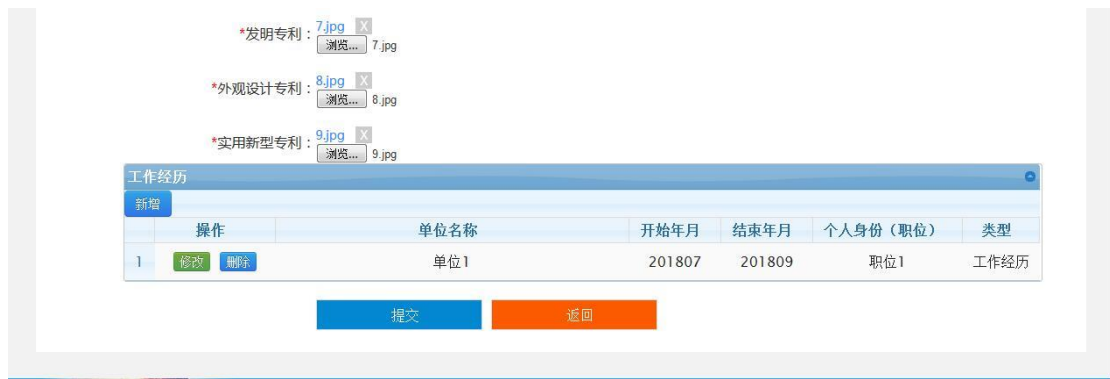 *发明专利：7.jpg X
浏览... 7.jpg
*外观设计专利：8.jpg X
浏览... 8.jpg
*实用新型专利：9.jpg X
浏览... 9.jpg
工作经历
新增
操作 单位名称 开始年月 结束年月 个人身份（职位） 类型
1 修改 删除 单位1 201807 201809 职位1 工作经历
提交 返回